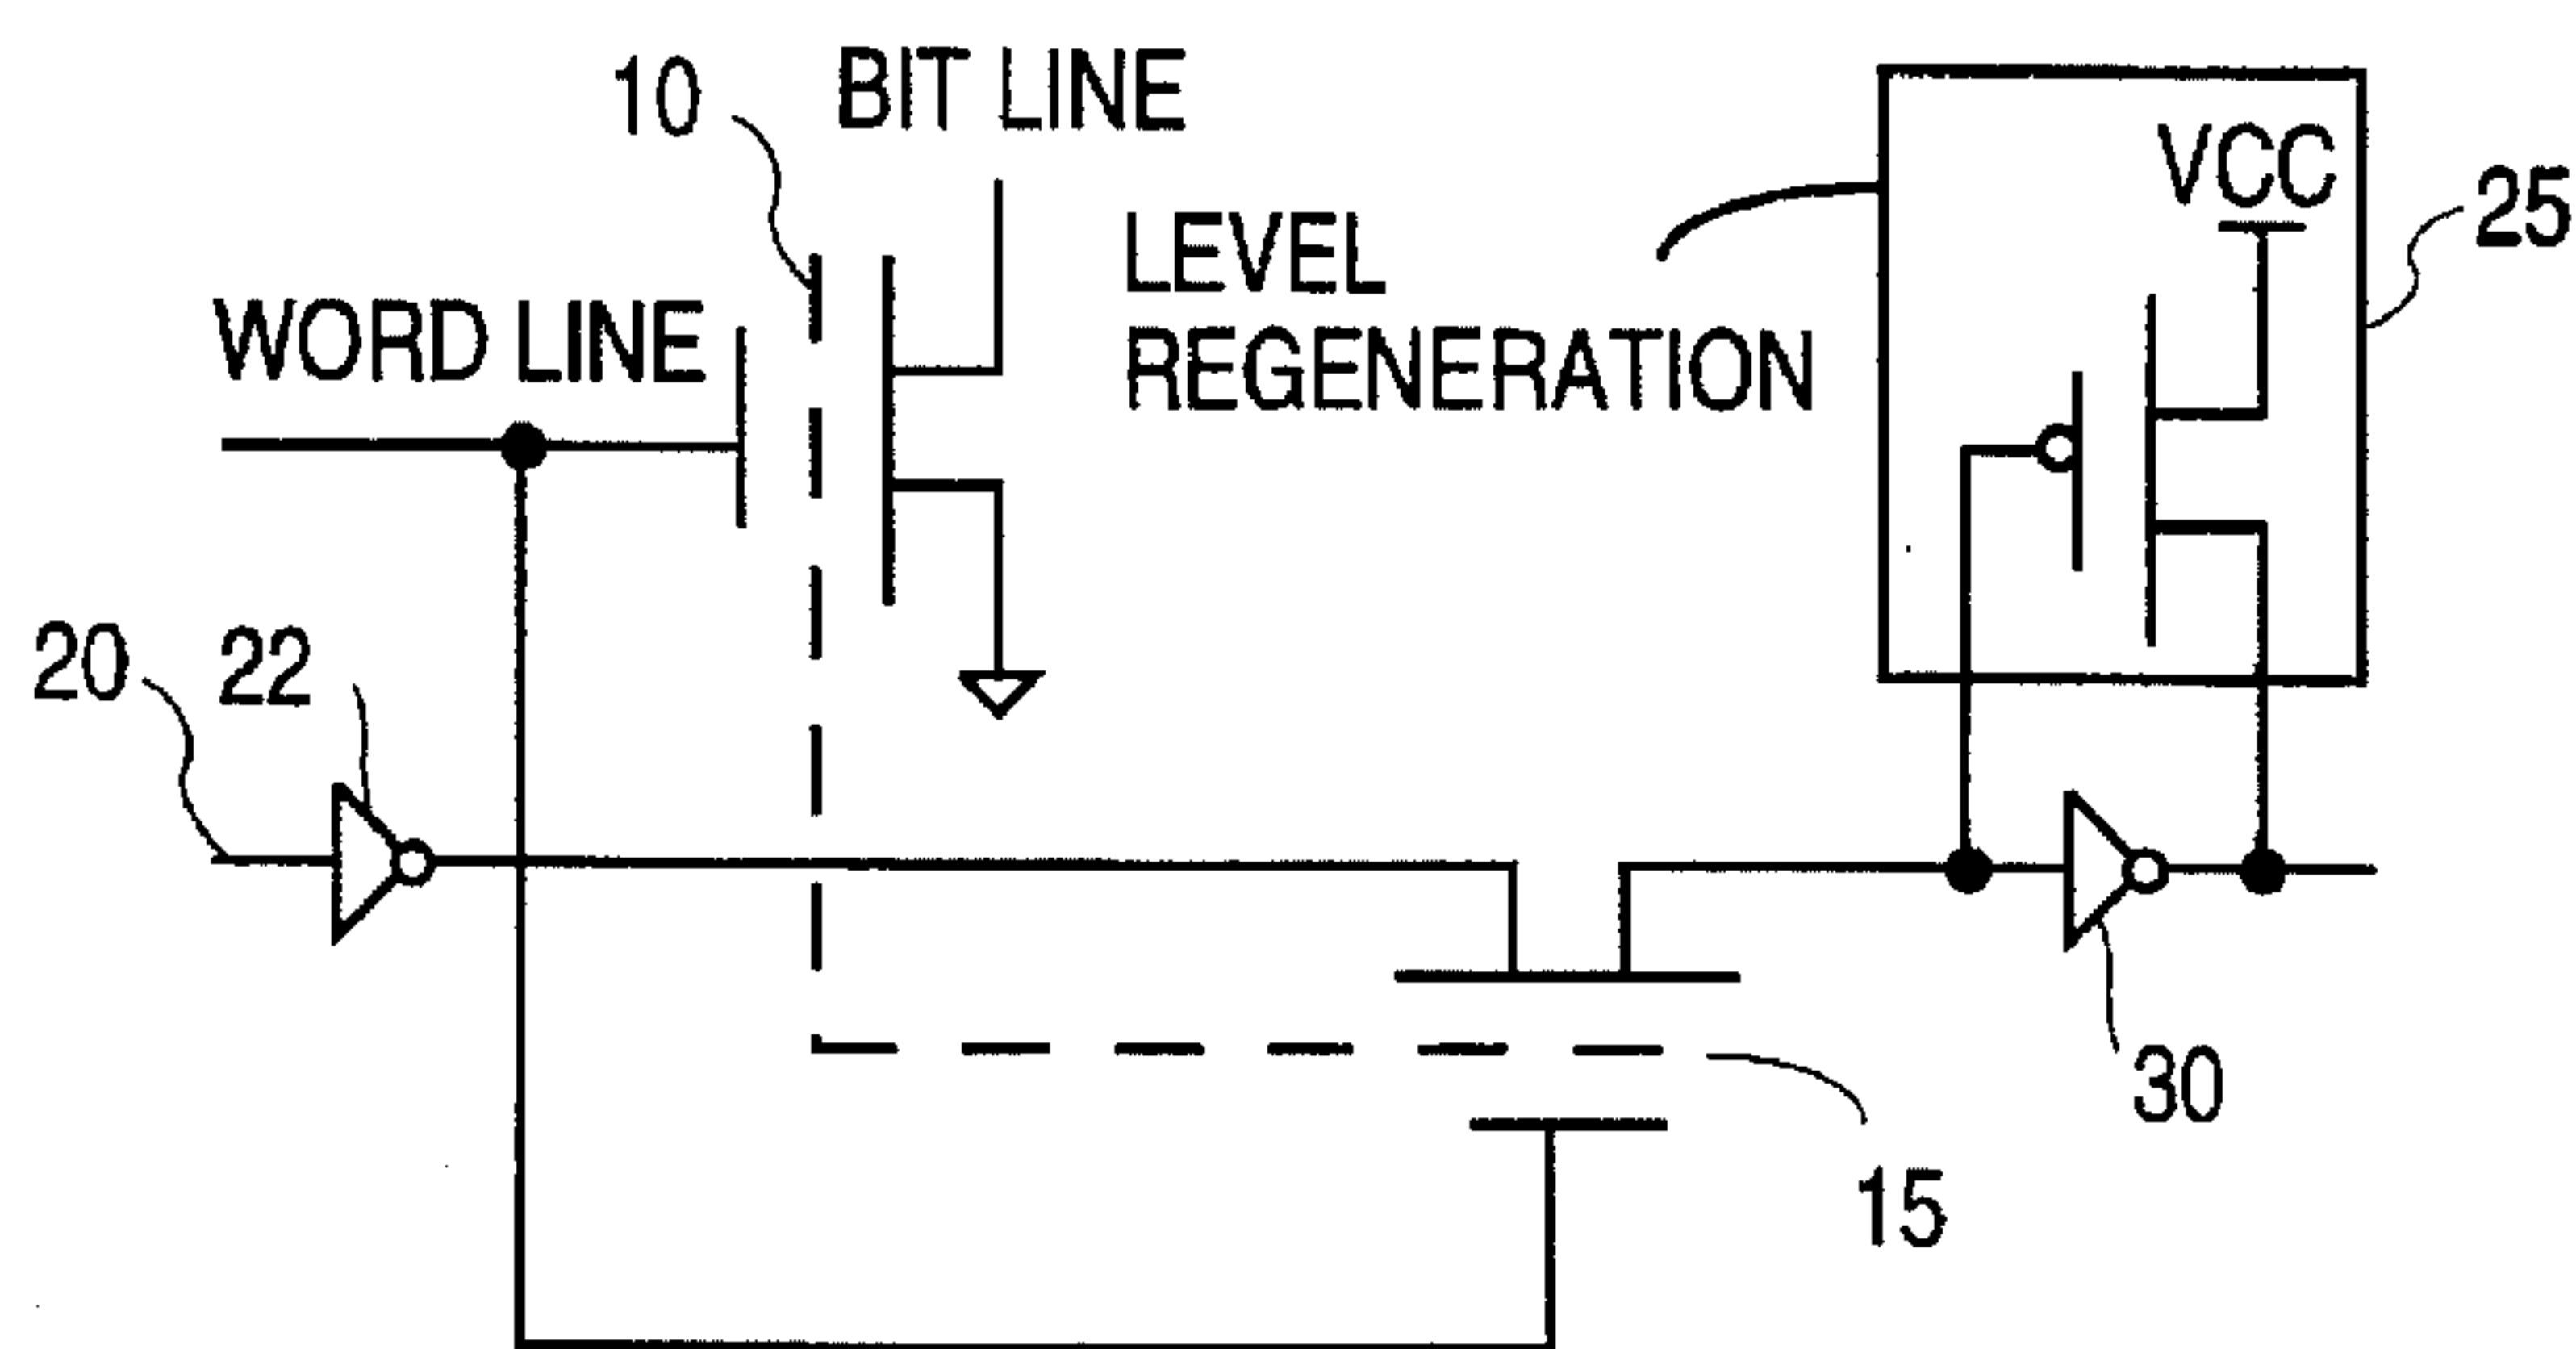 10
BIT LINE
VCC
25
LEVEL
REGENERATION
WORD LINE
20
22
30
15